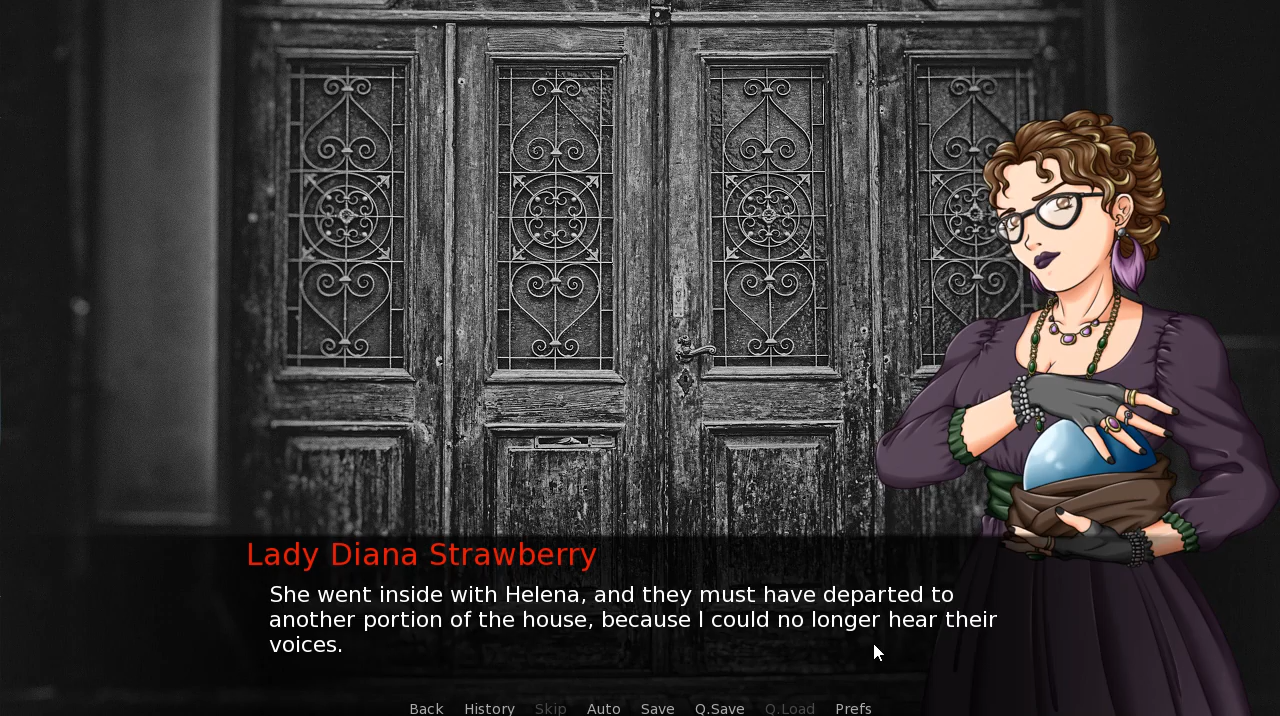 Lady Diana Strawberry
She went inside with Helena, and they must have departed to
another portion of the house, because I could no longer hear their
voices.
Back History Skip Auto Save Q.Save Q.Load Prefs